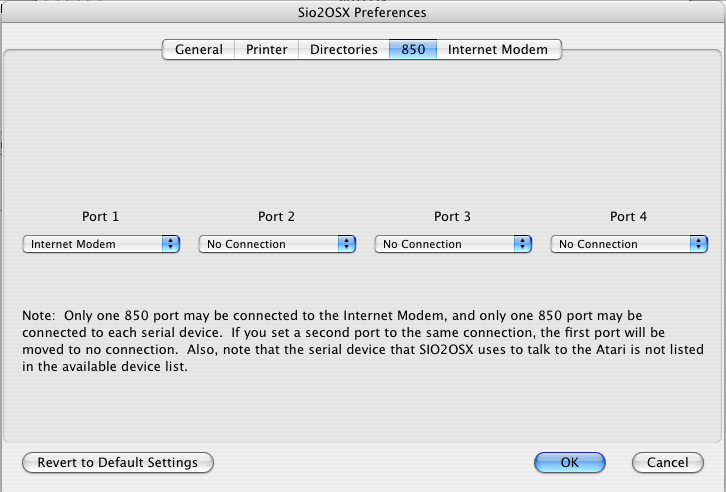 Sio2OSX Preferences
General Printer Directories 850 Internet Modem
Port 1 Port 2 Port 3 Port 4
Internet Modem No Connection No Connection No Connection
Note:  Only one 850 port may be connected to the Internet Modem, and only one 850 port may be
connected to each serial device.  If you set a second port to the same connection, the first port will be
moved to no connection.  Also, note that the serial device that SIO2OSX uses to talk to the Atari is not listed
in the available device list.
Revert to Default Settings OK Cancel